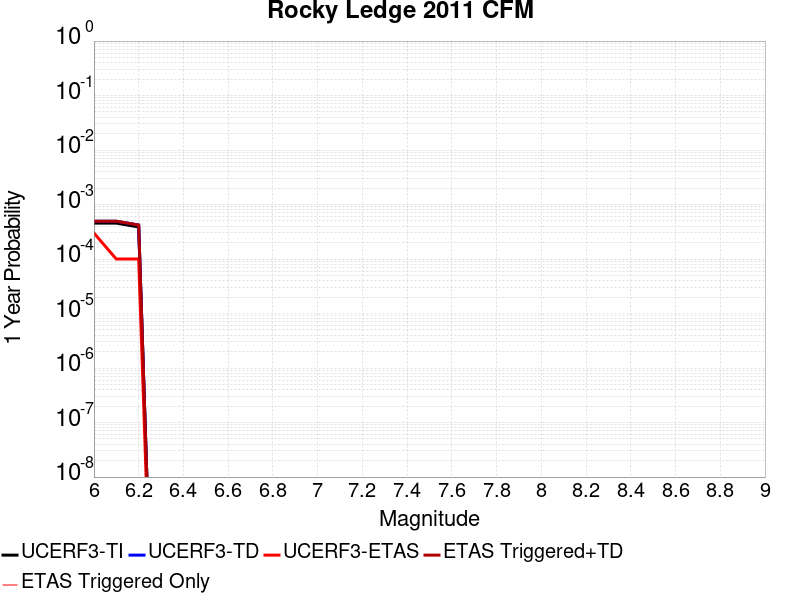 Rocky Ledge 2011 CFM
10^0
10^-1
10^-2
10^-3
10^-4
10^-5
10^-6
10^-7
10^-8
1 Year Probability
6 6.2 6.4 6.6 6.8 7 7.2 7.4 7.6 7.8 8 8.2 8.4 8.6 8.8 9
Magnitude
UCERF3-TI UCERF3-TD UCERF3-ETAS ETAS Triggered+TD
ETAS Triggered Only